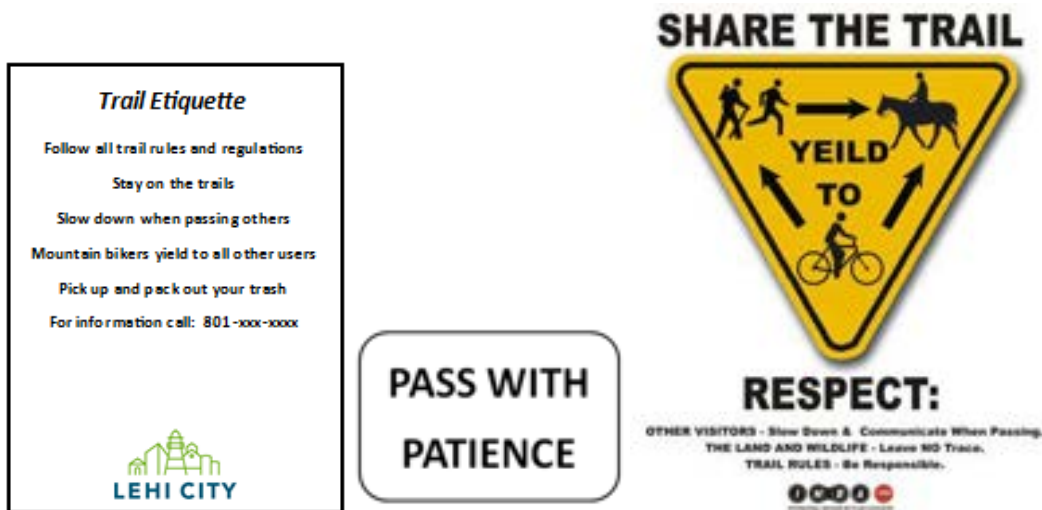 Trail Etiquette
Follow all trail rules and regulations
Stay on the trails
Slow down when passing others
Mountain bikers yield to all other users
Pick up and pack out your trash
For information call: 801-xxx-xxxx
LEHI CITY
PASS WITH
PATIENCE
SHARE THE TRAIL
YEILD
TO
RESPECT:
OTHER VISITORS - Slow Down & Communicate When Passing.
THE LAND AND WILDLIFE - Leave NO Trace.
TRAIL RULES - Be Responsible.